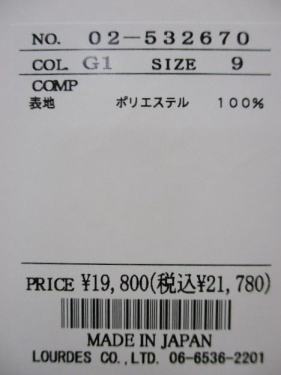 NO. 02-532670
COL. G1 SIZE 9
COMP
表地 ポリエステル 100%
PRICE ¥19,800(税込¥21,780)
MADE IN JAPAN
LOURDES CO.,LTD. 06-6536-2201